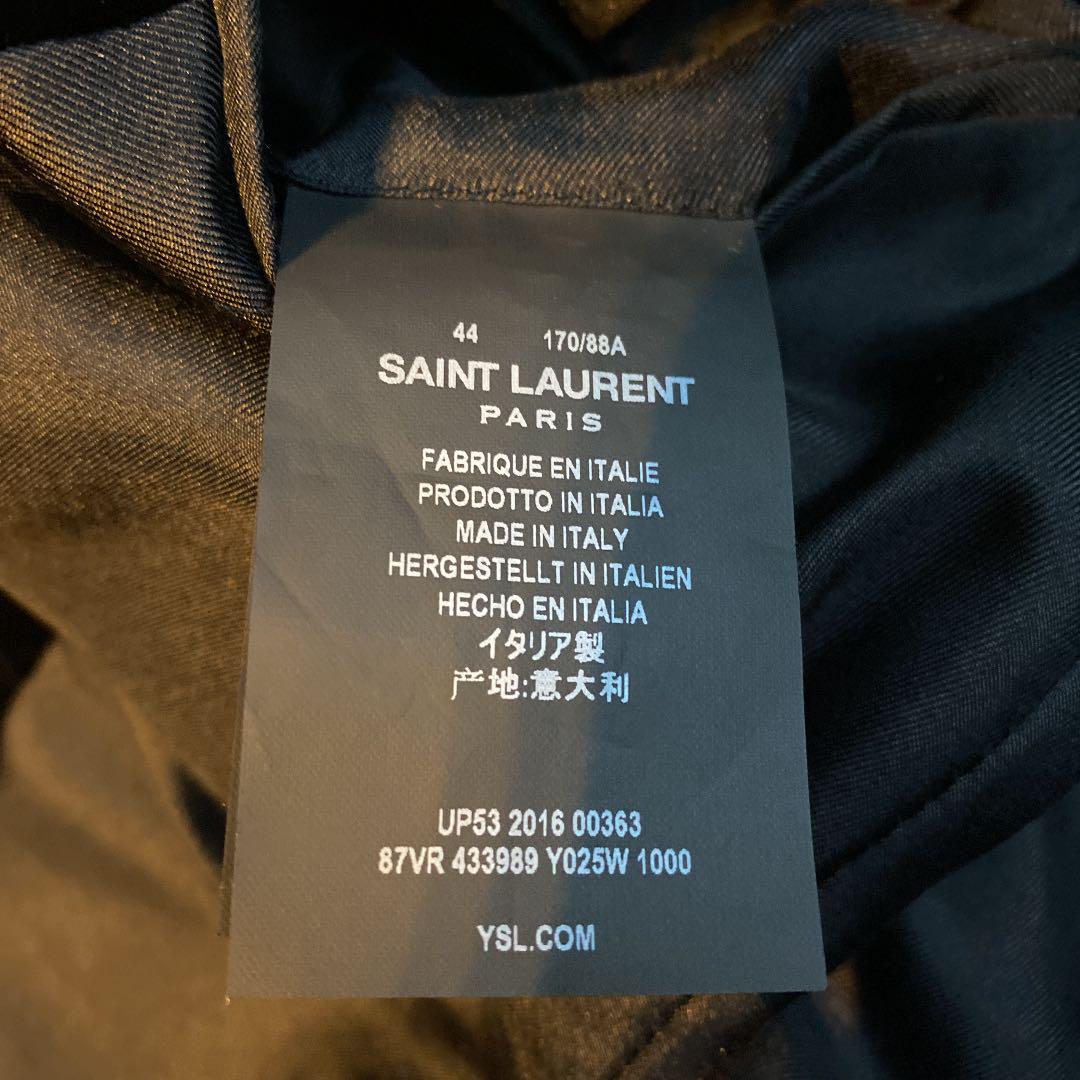 44 170/88A
SAINT LAURENT
PARIS
FABRIQUE EN ITALIE
PRODOTTO IN ITALIA
MADE IN ITALY
HERGESTELLT IN ITALIEN
HECHO EN ITALIA
イタリア製
产地:意大利
UP53 2016 00363
87VR 433989 Y025W 1000
YSL.COM